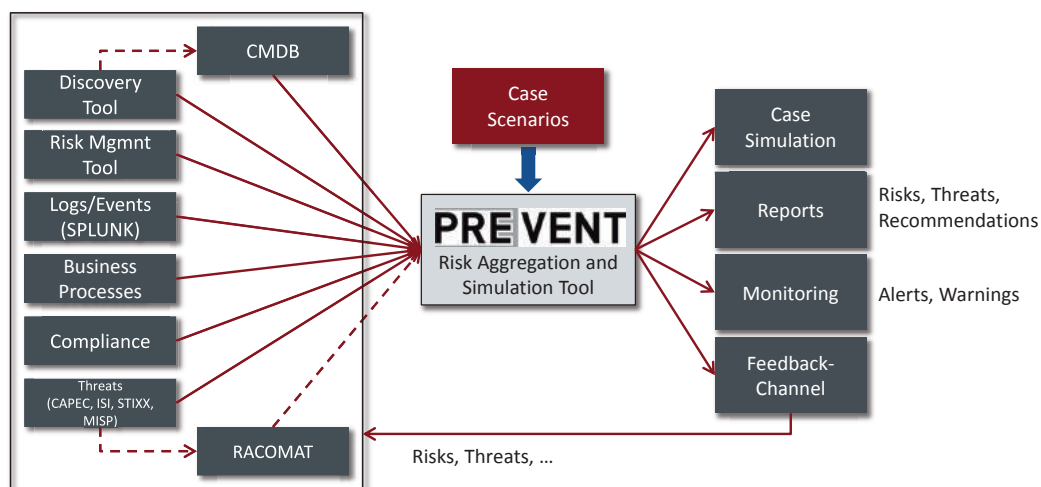 CMDB
Discovery
Tool
Risk Mgmnt
Tool
Logs/Events
(SPLUNK)
Business
Processes
Compliance
Threats
(CAPEC, ISI, STIXX,
MISP)
RACOMAT
Case
Scenarios
PREVENT
Risk Aggregation and
Simulation Tool
Case
Simulation
Reports
Risks, Threats,
Recommendations
Monitoring
Alerts, Warnings
Feedback-
Channel
Risks, Threats, ...